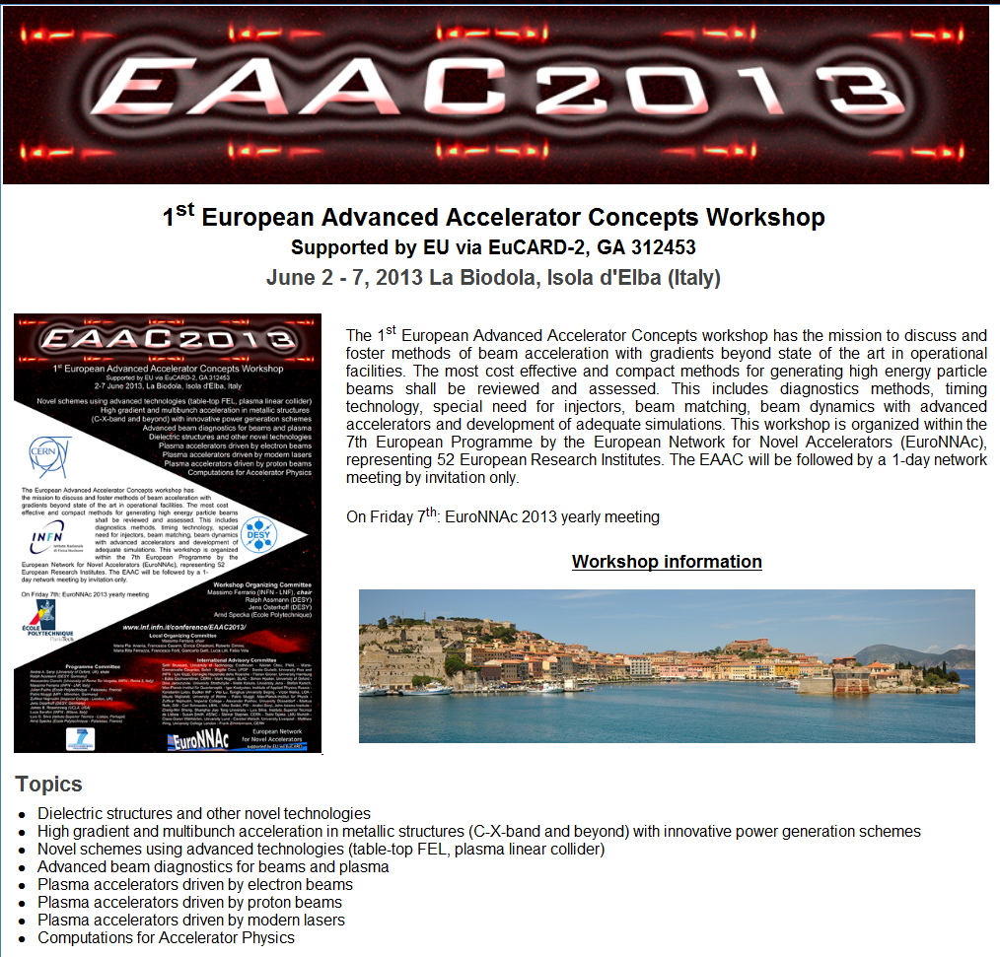 EAAC2013
1st European Advanced Accelerator Concepts Workshop
Supported by EU via EuCARD-2, GA 312453
June 2 - 7, 2013 La Biodola, Isola d'Elba (Italy)
EAAC2013
1st European Advanced Accelerator Concepts Workshop
Supported by EU via EuCARD-2, GA 312453
2-7 June 2013, La Biodola, Isola d'Elba, Italy
Novel schemes using advanced technologies (table-top FEL, plasma linear collider)
High gradient and multibunch acceleration in metallic structures
(C-X-band and beyond) with innovative power generation schemes
Advanced beam diagnostics for beams and plasma
Dielectric structures and other novel technologies
Plasma accelerators driven by electron beams
Plasma accelerators driven by modern lasers
Plasma accelerators driven by proton beams
Computations for Accelerator Physics
CERN
The European Advanced Accelerator Concepts workshop has
the mission to discuss and foster methods of beam acceleration with
gradients beyond state of the art in operational facilities. The most cost
effective and compact methods for generating high energy particle beams
shall be reviewed and assessed. This includes
diagnostics methods, timing technology, special
need for injectors, beam matching, beam dynamics
with advanced accelerators and development of
adequate simulations. This workshop is organized
within the 7th European Programme by the
European Network for Novel Accelerators (EuroNNAc), representing 52
European Research Institutes. The EAAC will be followed by a 1-
day network meeting by invitation only.
INFN
Istituto Nazionale
di Fisica Nucleare
DESY
On Friday 7th: EuroNNAc 2013 yearly meeting
Workshop Organizing Committee
Massimo Ferrario (INFN - LNF), chair
Ralph Assmann (DESY)
Jens Osterhoff (DESY)
Arnd Specka (Ecole Polytechnique)
ÉCOLE
POLYTECHNIQUE
ParisTech
www.lnf.infn.it/conference/EAAC2013/
Local Organizing Committee
Massimo Ferrario, chair
Programme Committee
International Advisory Committee
7
EuroNNAc
European Network
for Novel Accelerators
supported by EU via EuCARD
The 1st European Advanced Accelerator Concepts workshop has the mission to discuss and
foster methods of beam acceleration with gradients beyond state of the art in operational
facilities. The most cost effective and compact methods for generating high energy particle
beams shall be reviewed and assessed. This includes diagnostics methods, timing
technology, special need for injectors, beam matching, beam dynamics with advanced
accelerators and development of adequate simulations. This workshop is organized within the
7th European Programme by the European Network for Novel Accelerators (EuroNNAc),
representing 52 European Research Institutes. The EAAC will be followed by a 1-day network
meeting by invitation only.
On Friday 7th: EuroNNAc 2013 yearly meeting
Workshop information
Topics
● Dielectric structures and other novel technologies
● High gradient and multibunch acceleration in metallic structures (C-X-band and beyond) with innovative power generation schemes
● Novel schemes using advanced technologies (table-top FEL, plasma linear collider)
● Advanced beam diagnostics for beams and plasma
● Plasma accelerators driven by electron beams
● Plasma accelerators driven by proton beams
● Plasma accelerators driven by modern lasers
● Computations for Accelerator Physics